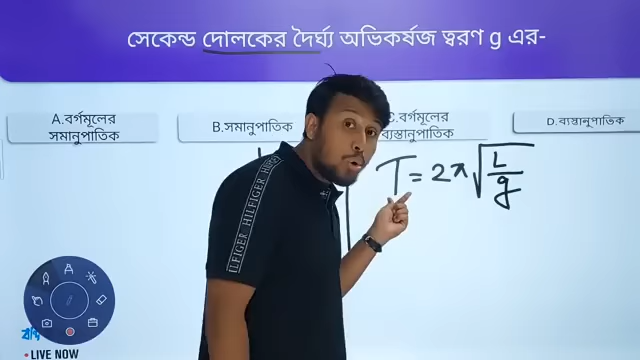 সেকেন্ড দোলকের দৈর্ঘ্য অভিকর্ষজ ত্বরণ g এর-
A.বর্গমূলের
সমানুপাতিক
B.সমানুপাতিক
C.বর্গমূলের
ব্যস্তানুপাতিক
D.ব্যস্তানুপাতিক
T = 2π√L/g
HILFIGER HILFIGER
• LIVE NOW